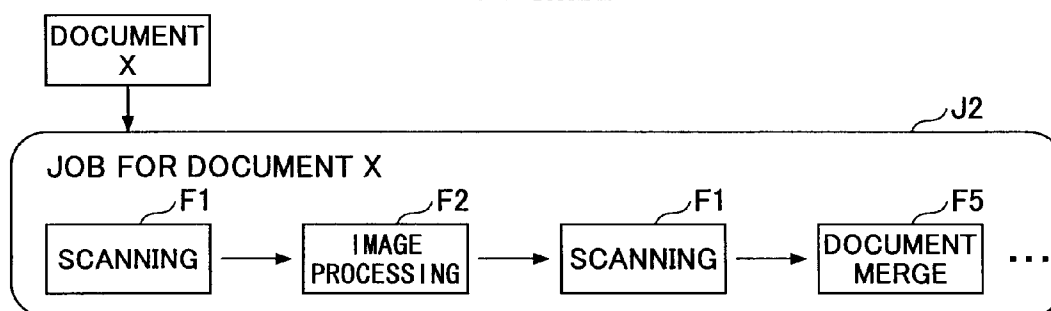 DOCUMENT
X
J2
JOB FOR DOCUMENT X
F1
F2
F1
F5
SCANNING
IMAGE
PROCESSING
SCANNING
DOCUMENT
MERGE
...